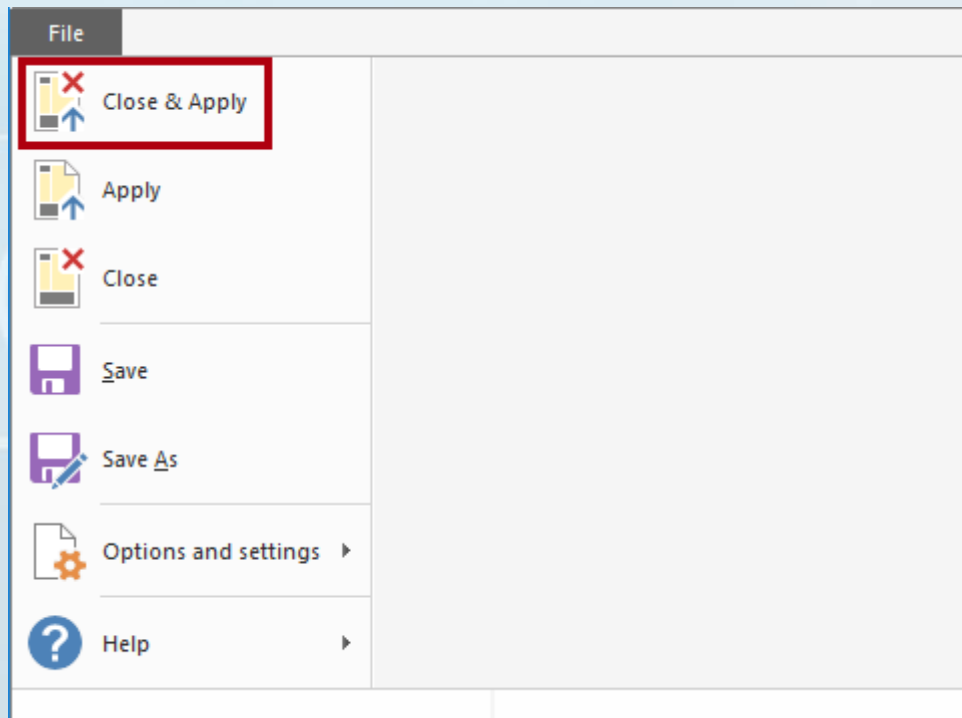 File
Close & Apply
Apply
Close
Save
Save As
Options and settings
Help